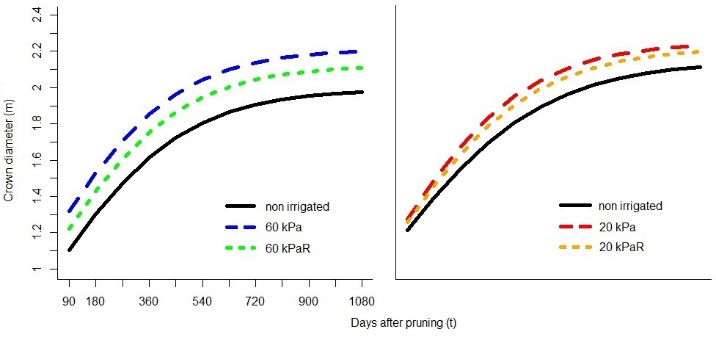 Crown diameter (m)
2.4
2.2
2
1.8
1.6
1.4
1.2
1
non irrigated
60 kPa
60 kPaR
non irrigated
20 kPa
20 kPaR
90 180 360 540 720 900 1080
Days after pruning (t)